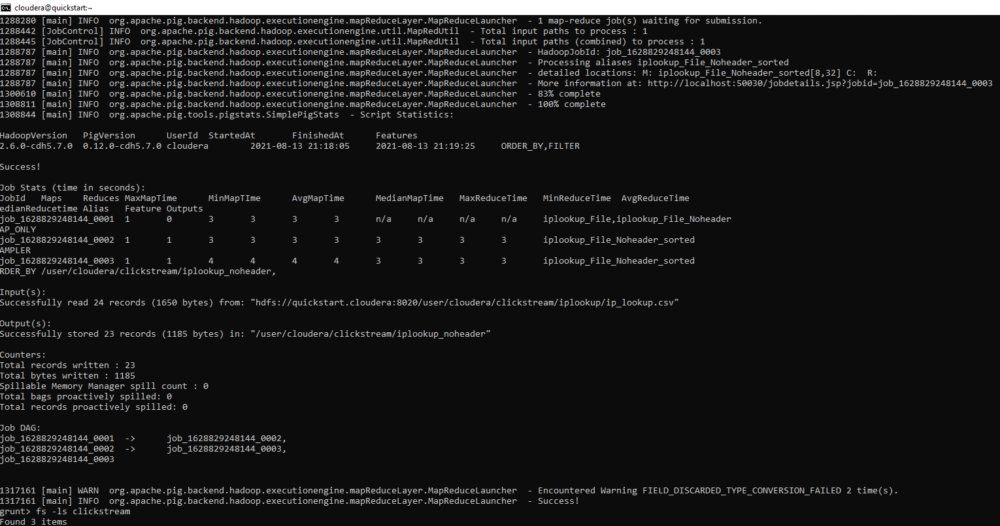 cloudera@quickstart:~
1288280 [main] INFO  org.apache.pig.backend.hadoop.executionengine.mapReduceLayer.MapReduceLauncher  - 1 map-reduce job(s) waiting for submission.
1288442 [JobControl] INFO  org.apache.pig.backend.hadoop.executionengine.util.MapRedUtil  - Total input paths to process : 1
1288445 [JobControl] INFO  org.apache.pig.backend.hadoop.executionengine.util.MapRedUtil  - Total input paths (combined) to process : 1
1288787 [main] INFO  org.apache.pig.backend.hadoop.executionengine.mapReduceLayer.MapReduceLauncher  - HadoopJobId: job_1628829248144_0003
1288787 [main] INFO  org.apache.pig.backend.hadoop.executionengine.mapReduceLayer.MapReduceLauncher  - Processing aliases iplookup_File_Noheader_sorted
1288787 [main] INFO  org.apache.pig.backend.hadoop.executionengine.mapReduceLayer.MapReduceLauncher  - detailed locations: M: iplookup_File_Noheader_sorted[8,32] C:  R:
1288787 [main] INFO  org.apache.pig.backend.hadoop.executionengine.mapReduceLayer.MapReduceLauncher  - More information at: http://localhost:50030/jobdetails.jsp?jobid=job_1628829248144_0003
1300610 [main] INFO  org.apache.pig.backend.hadoop.executionengine.mapReduceLayer.MapReduceLauncher  - 83% complete
1308811 [main] INFO  org.apache.pig.backend.hadoop.executionengine.mapReduceLayer.MapReduceLauncher  - 100% complete
1308844 [main] INFO  org.apache.pig.tools.pigstats.SimplePigStats  - Script Statistics:
HadoopVersion   PigVersion      UserId  StartedAt       FinishedAt      Features
2.6.0-cdh5.7.0  0.12.0-cdh5.7.0 cloudera        2021-08-13 21:18:05     2021-08-13 21:19:25     ORDER_BY,FILTER
Success!
Job Stats (time in seconds):
JobId   Maps    Reduces MaxMapTime      MinMapTIme      AvgMapTime      MedianMapTime   MaxReduceTime   MinReduceTime  AvgReduceTime
edianReducetime Alias   Feature Outputs
job_1628829248144_0001  1       0       3       3       3       3       n/a     n/a     n/a     n/a     iplookup_File,iplookup_File_Noheader
AP_ONLY
job_1628829248144_0002  1       1       3       3       3       3       3       3       3       3       iplookup_File_Noheader_sorted
AMPLER
job_1628829248144_0003  1       1       4       4       4       4       3       3       3       3       iplookup_File_Noheader_sorted
RDER_BY /user/cloudera/clickstream/iplookup_noheader,
Input(s):
Successfully read 24 records (1650 bytes) from: "hdfs://quickstart.cloudera:8020/user/cloudera/clickstream/iplookup/ip_lookup.csv"
Output(s):
Successfully stored 23 records (1185 bytes) in: "/user/cloudera/clickstream/iplookup_noheader"
Counters:
Total records written : 23
Total bytes written : 1185
Spillable Memory Manager spill count : 0
Total bags proactively spilled: 0
Total records proactively spilled: 0
Job DAG:
job_1628829248144_0001  ->      job_1628829248144_0002,
job_1628829248144_0002  ->      job_1628829248144_0003,
job_1628829248144_0003
1317161 [main] WARN  org.apache.pig.backend.hadoop.executionengine.mapReduceLayer.MapReduceLauncher  - Encountered Warning FIELD_DISCARDED_TYPE_CONVERSION_FAILED 2 time(s).
1317161 [main] INFO  org.apache.pig.backend.hadoop.executionengine.mapReduceLayer.MapReduceLauncher  - Success!
grunt> fs -ls clickstream
Found 3 items